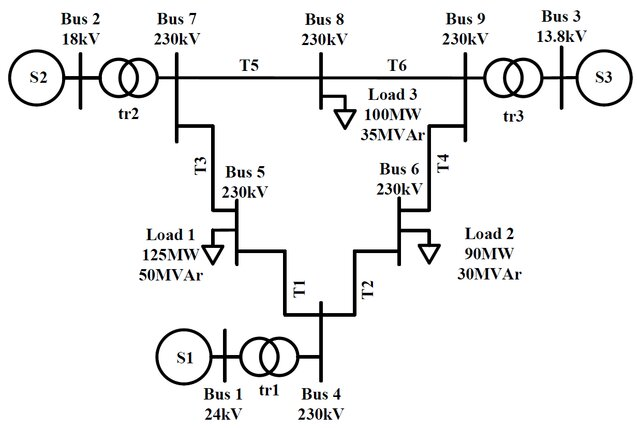 Bus 2
18kV
Bus 7
230kV
Bus 8
230kV
Bus 9
230kV
Bus 3
13.8kV
S2
tr2
T5
T6
tr3
S3
Load 3
100MW
35MVAr
T3
T4
Bus 5
230kV
Bus 6
230kV
Load 1
125MW
50MVAr
Load 2
90MW
30MVAr
T1
T2
S1
tr1
Bus 1
24kV
Bus 4
230kV